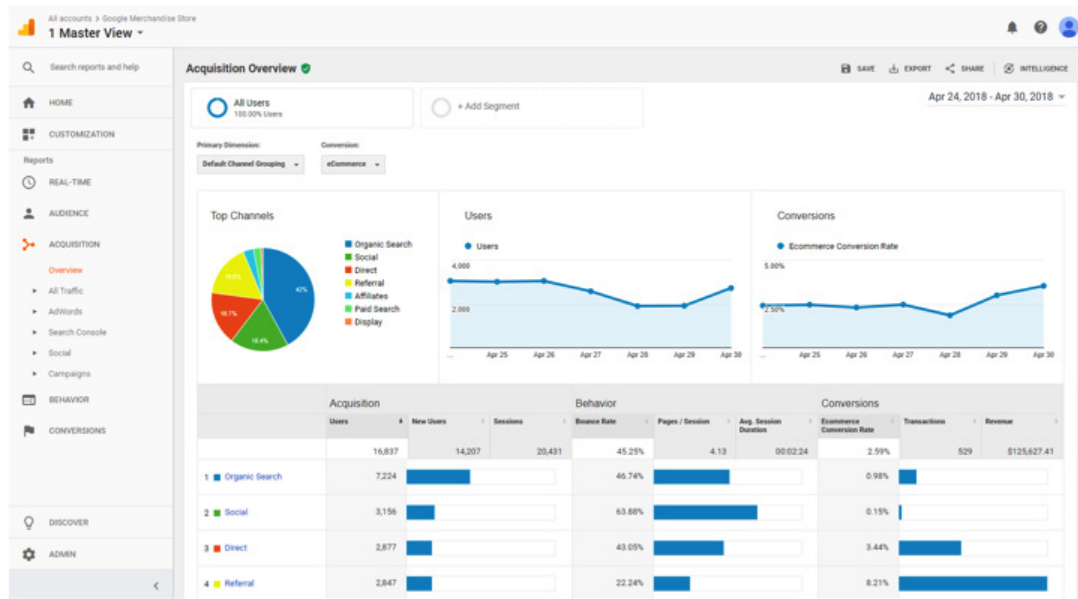 All accounts > Google Merchandise Store
1 Master View
Search reports and help
HOME
CUSTOMIZATION
Reports
REAL-TIME
AUDIENCE
ACQUISITION
Overview
All Traffic
AdWords
Search Console
Social
Campaigns
BEHAVIOR
CONVERSIONS
DISCOVER
ADMIN
Acquisition Overview
SAVE EXPORT SHARE INTELLIGENCE
All Users
100.00% Users
+ Add Segment
Apr 24, 2018 - Apr 30, 2018
Primary Dimension: Conversion:
Default Channel Grouping eCommerce
Top Channels
Organic Search
Social
Direct
Referral
Affiliates
Paid Search
Display
42%
18.4%
16.7%
Users
Users
4,000
2,000
... Apr 25 Apr 26 Apr 27 Apr 28 Apr 29 Apr 30
Conversions
Ecommerce Conversion Rate
5.00%
2.50%
... Apr 25 Apr 26 Apr 27 Apr 28 Apr 29 Apr 30
Acquisition Behavior Conversions
Users New Users Sessions Bounce Rate Pages / Session Avg. Session Duration Ecommerce Conversion Rate Transactions Revenue
16,837 14,207 20,431 45.25% 4.13 00:02:24 2.59% 529 $125,627.41
1 Organic Search 7,224 46.74% 0.98%
2 Social 3,156 63.88% 0.15%
3 Direct 2,877 43.05% 3.44%
4 Referral 2,847 22.24% 8.21%